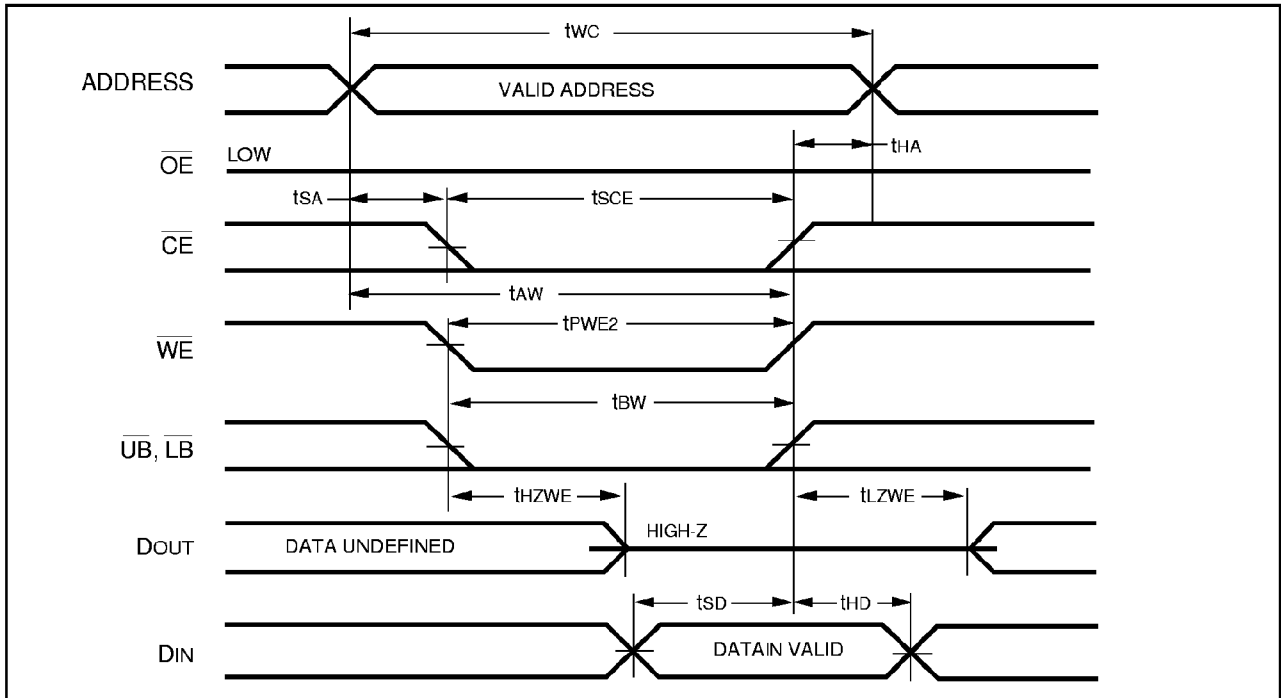 tWC
ADDRESS
VALID ADDRESS
tHA
OE
LOW
tSA
tSCE
CE
tAW
tPWE2
WE
tBW
UB, LB
tHZWE
tLZWE
DOUT
DATA UNDEFINED
HIGH-Z
tSD
tHD
DIN
DATAIN VALID